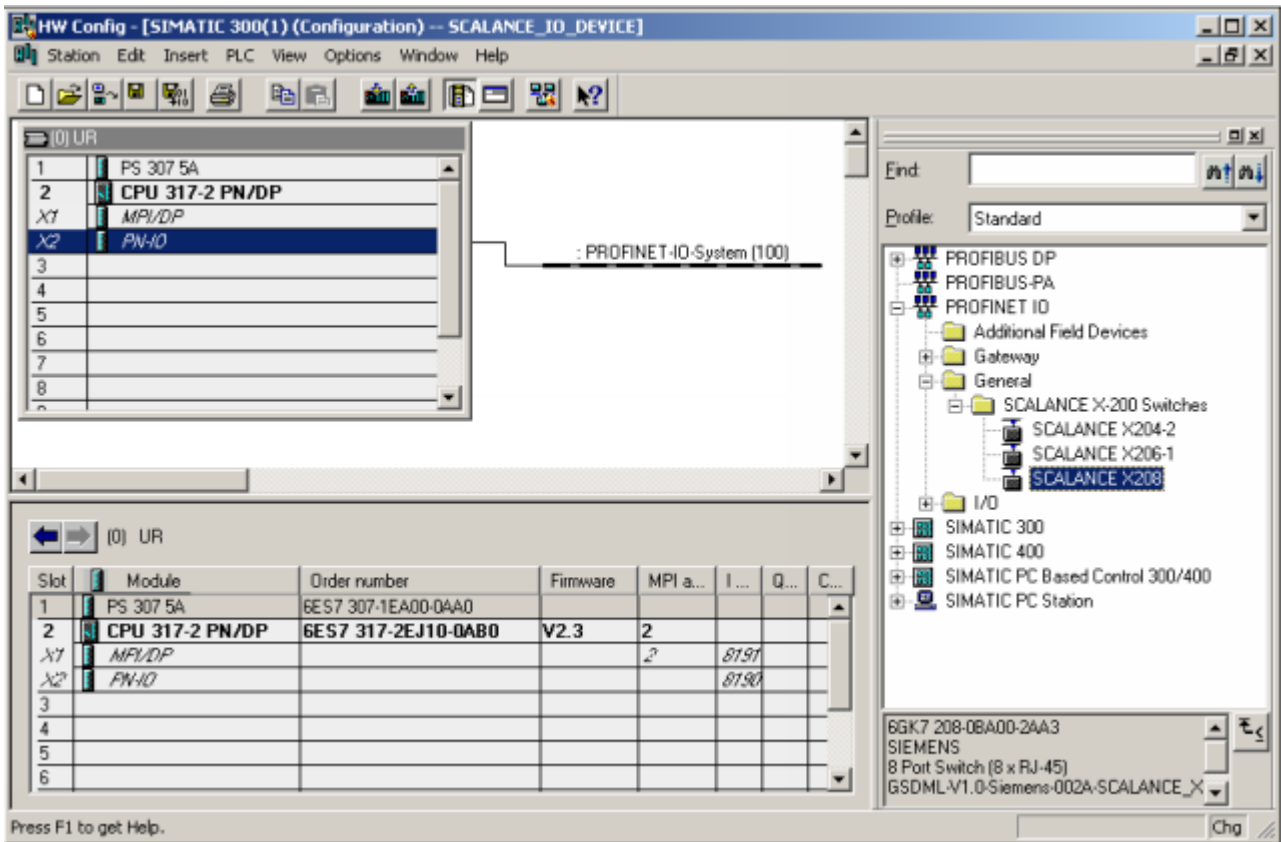 HW Config - [SIMATIC 300(1) (Configuration) -- SCALANCE_IO_DEVICE]
Station Edit Insert PLC View Options Window Help
(0) UR
1 PS 307 5A
2 CPU 317-2 PN/DP
X1 MPI/DP
X2 PN-IO
3
4
5
6
7
8
: PROFINET-IO-System (100)
Find:
Profile: Standard
PROFIBUS DP
PROFIBUS-PA
PROFINET IO
Additional Field Devices
Gateway
General
SCALANCE X-200 Switches
SCALANCE X204-2
SCALANCE X206-1
SCALANCE X208
I/O
SIMATIC 300
SIMATIC 400
SIMATIC PC Based Control 300/400
SIMATIC PC Station
6GK7 208-0BA00-2AA3
SIEMENS
8 Port Switch (8 x RJ-45)
GSDML-V1.0-Siemens-002A-SCALANCE_X
(0) UR
Slot Module Order number Firmware MPI a... I ... Q... C...
1 PS 307 5A 6ES7 307-1EA00-0AA0
2 CPU 317-2 PN/DP 6ES7 317-2EJ10-0AB0 V2.3 2
X1 MPI/DP 2 8191
X2 PN-IO 8190
3
4
5
6
Press F1 to get Help.
Chg